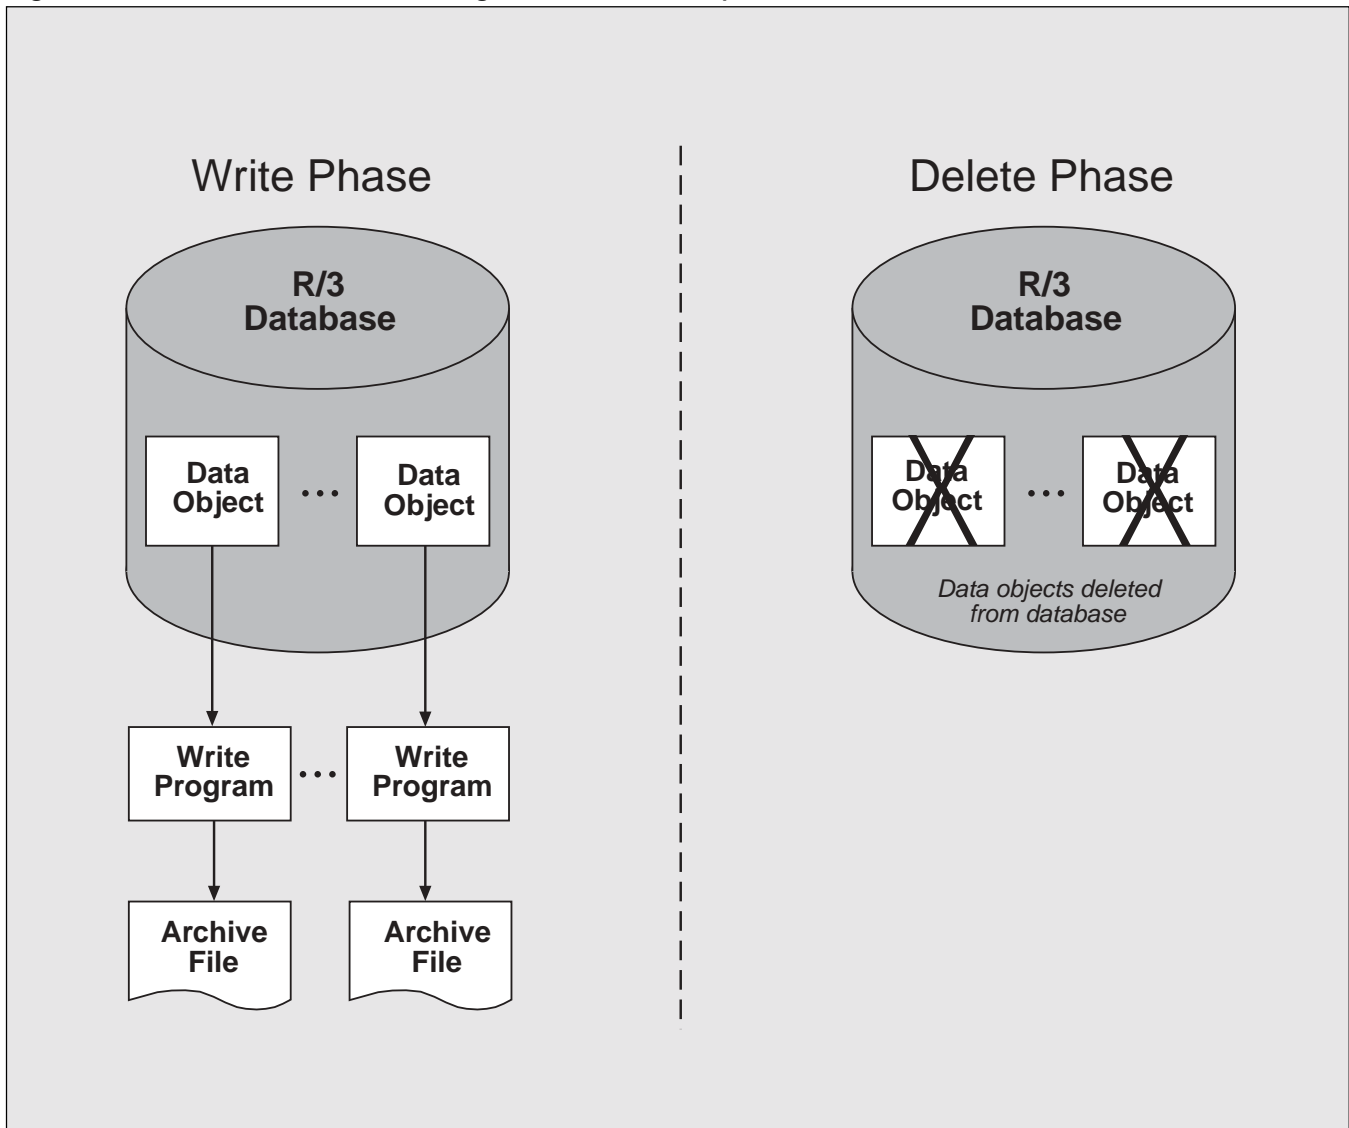 Write Phase
R/3
Database
Data
Object
...
Data
Object
Write
Program
...
Write
Program
Archive
File
Archive
File
Delete Phase
R/3
Database
Data
Object
...
Data
Object
Data objects deleted
from database